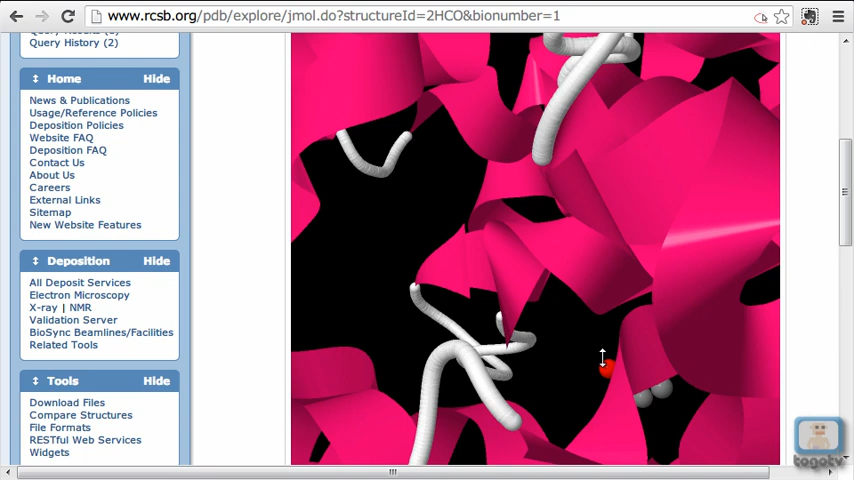 www.rcsb.org/pdb/explore/jmol.do?structureId=2HCO&bionumber=1
Query History (2)
Home Hide
News & Publications
Usage/Reference Policies
Deposition Policies
Website FAQ
Deposition FAQ
Contact Us
About Us
Careers
External Links
Sitemap
New Website Features
Deposition Hide
All Deposit Services
Electron Microscopy
X-ray | NMR
Validation Server
BioSync Beamlines/Facilities
Related Tools
Tools Hide
Download Files
Compare Structures
File Formats
RESTful Web Services
Widgets
togotv